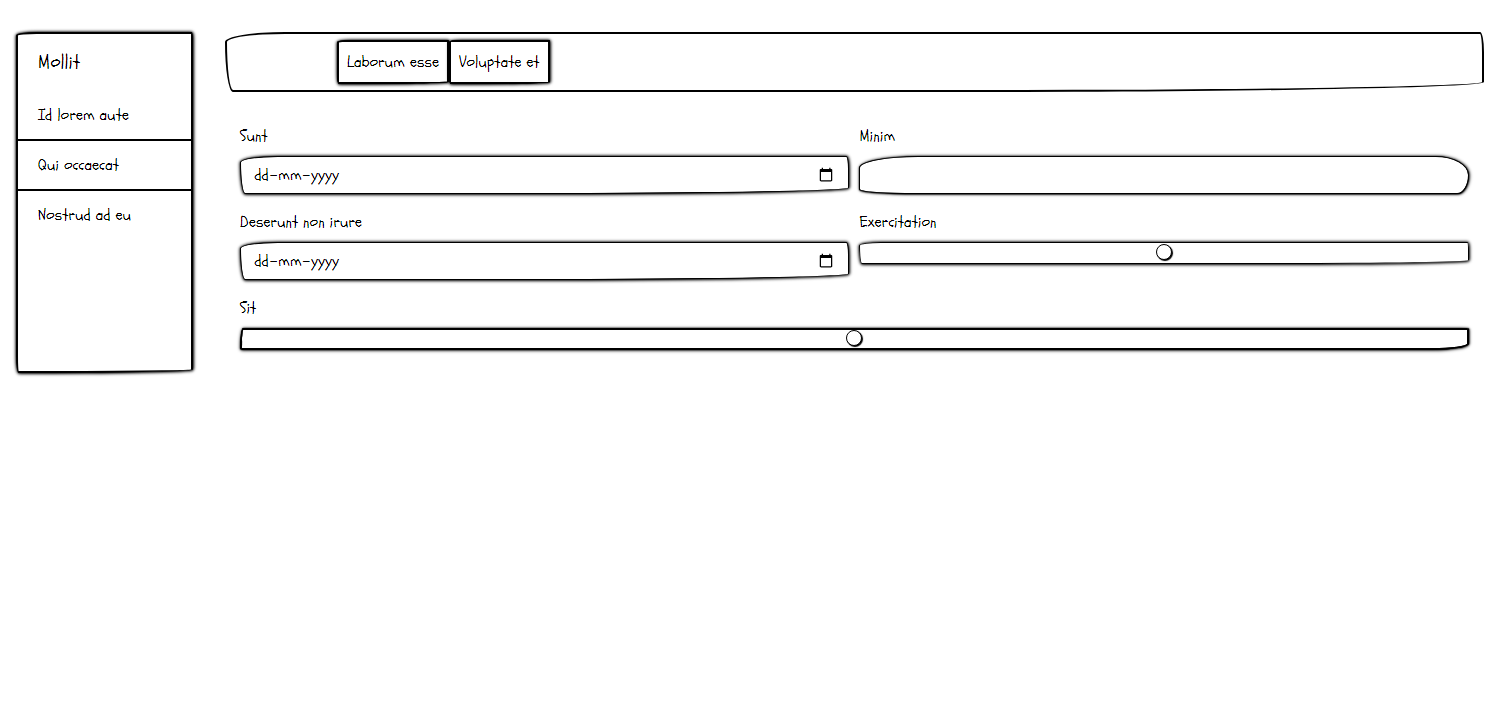 Mollit
Id lorem aute
Qui occaecat
Nostrud ad eu
Laborum esse
Voluptate et
Sunt
dd-mm-yyyy
Minim
Deserunt non irure
dd-mm-yyyy
Exercitation
Sit